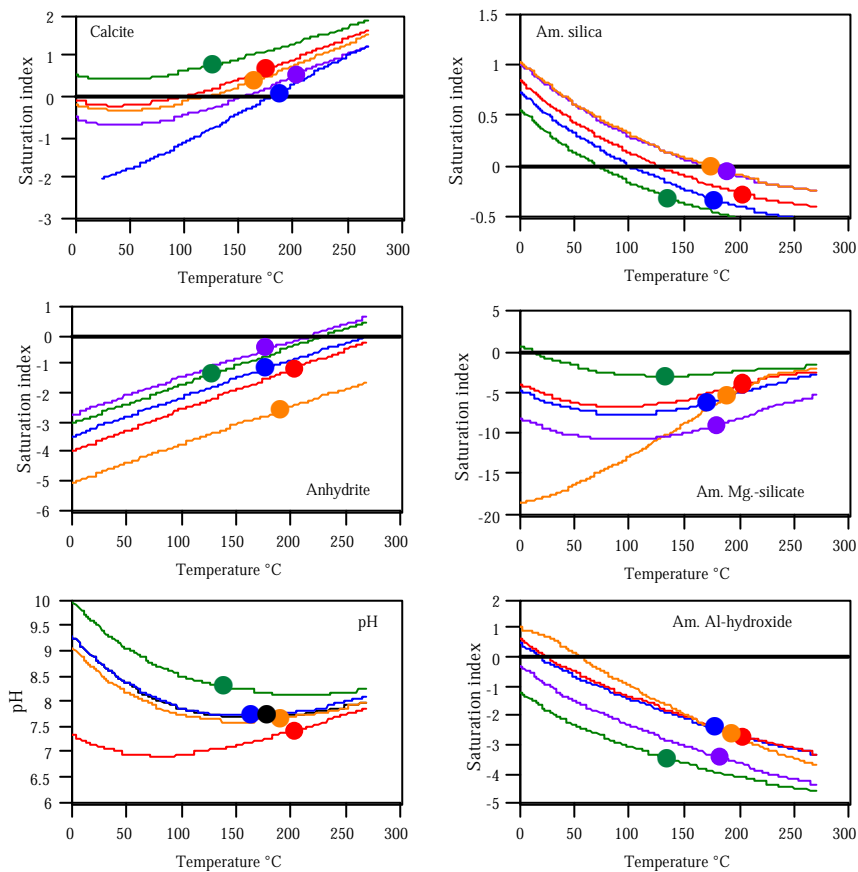 Calcite
Saturation index
2
1
0
-1
-2
-3
0 50 100 150 200 250 300
Temperature °C
Am. silica
Saturation index
1.5
1
0.5
0
-0.5
0 50 100 150 200 250 300
Temperature °C
Anhydrite
Saturation index
1
0
-1
-2
-3
-4
-5
-6
0 50 100 150 200 250 300
Temperature °C
Am. Mg.-silicate
Saturation index
5
0
-5
-10
-15
-20
0 50 100 150 200 250 300
Temperature °C
pH
pH
10
9.5
9
8.5
8
7.5
7
6.5
6
0 50 100 150 200 250 300
Temperature °C
Am. Al-hydroxide
Saturation index
2
1
0
-1
-2
-3
-4
-5
0 50 100 150 200 250 300
Temperature °C